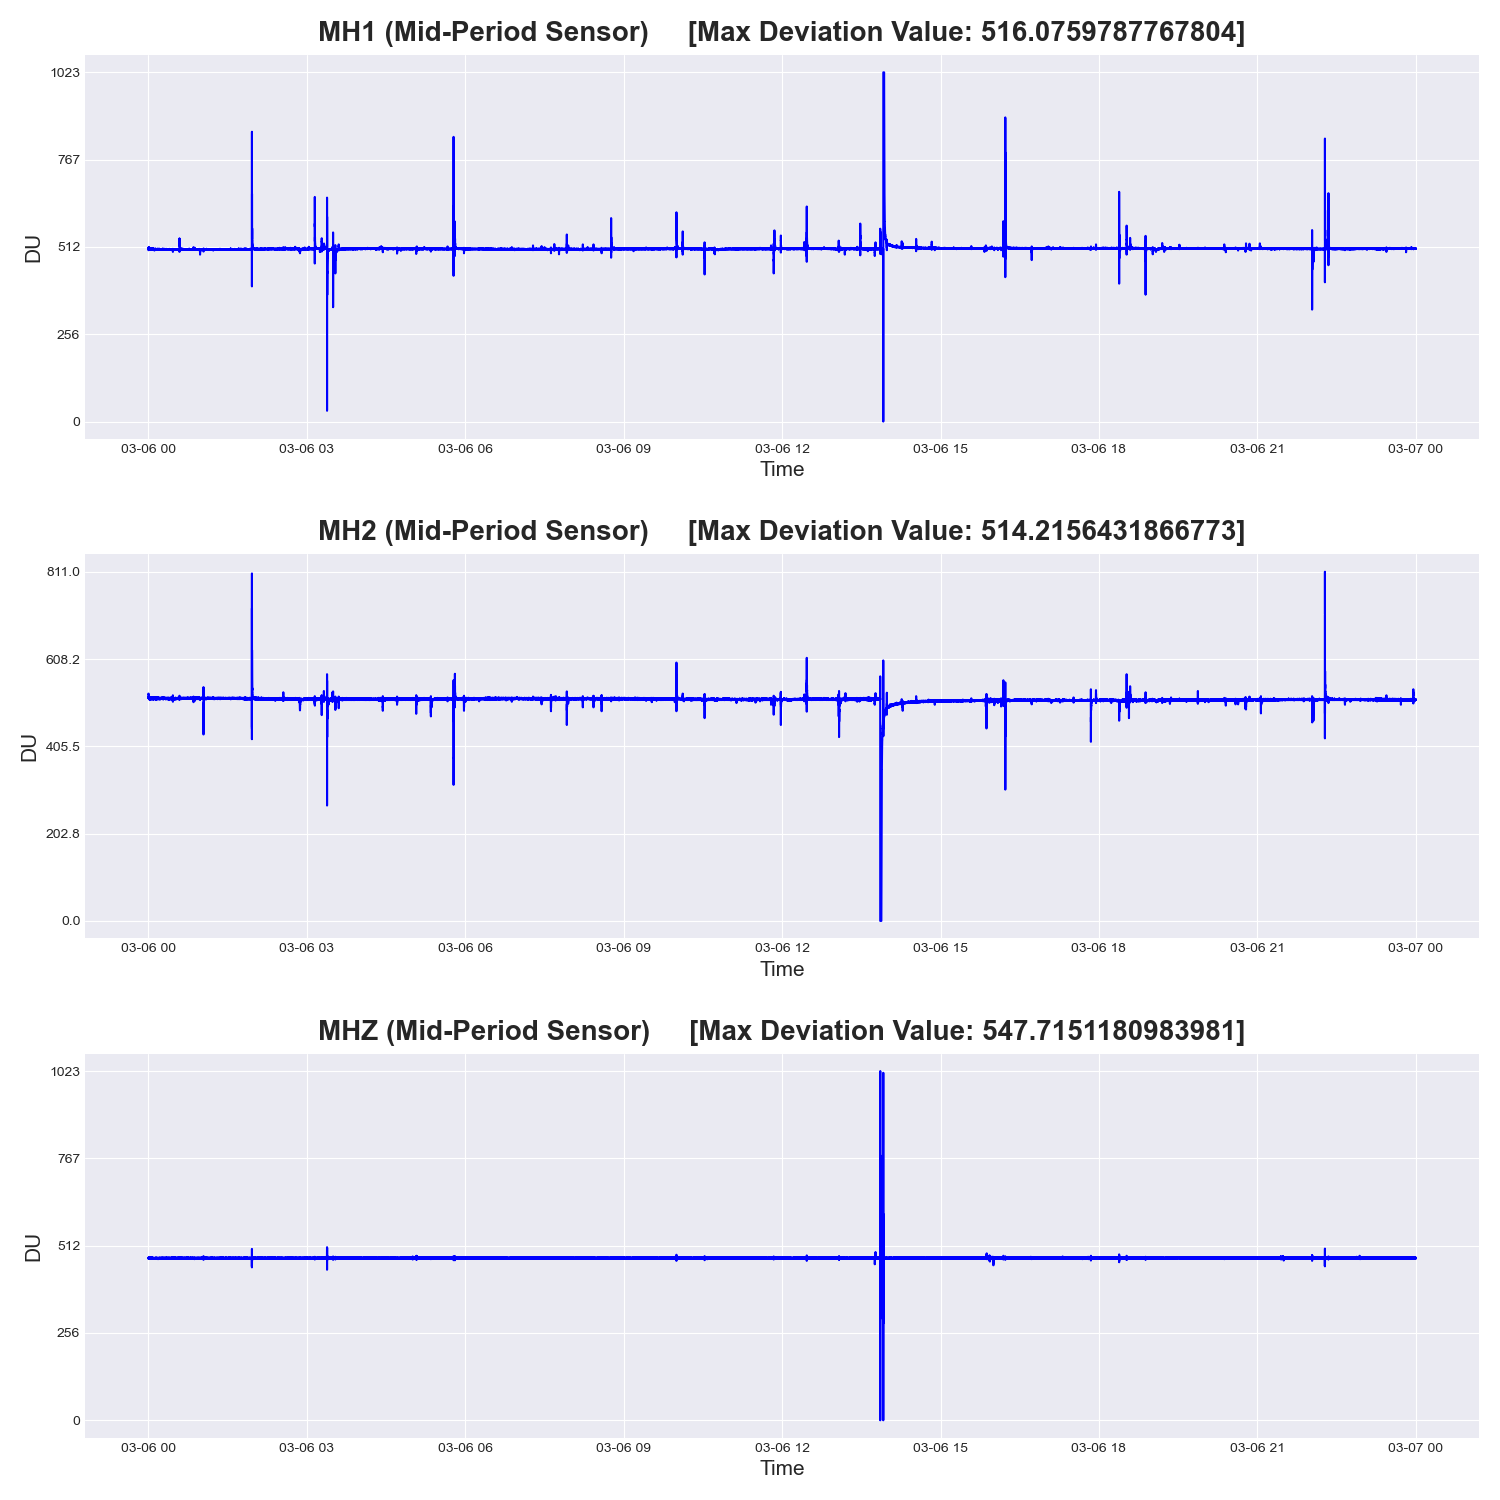 MH1 (Mid-Period Sensor) [Max Deviation Value: 516.0759787767804]
1023
767
512
256
0
DU
03-06 00 03-06 03 03-06 06 03-06 09 03-06 12 03-06 15 03-06 18 03-06 21 03-07 00
Time
MH2 (Mid-Period Sensor) [Max Deviation Value: 514.2156431866773]
811.0
608.2
405.5
202.8
0.0
DU
03-06 00 03-06 03 03-06 06 03-06 09 03-06 12 03-06 15 03-06 18 03-06 21 03-07 00
Time
MHZ (Mid-Period Sensor) [Max Deviation Value: 547.7151180983981]
1023
767
512
256
0
DU
03-06 00 03-06 03 03-06 06 03-06 09 03-06 12 03-06 15 03-06 18 03-06 21 03-07 00
Time